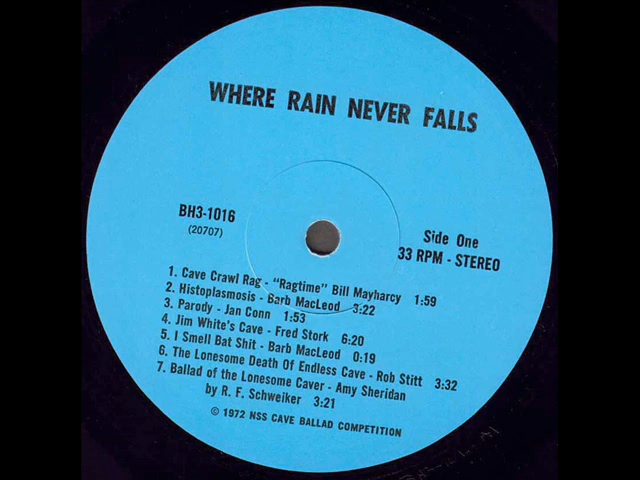 WHERE RAIN NEVER FALLS
BH3-1016
(20707)
Side One
33 RPM - STEREO
1. Cave Crawl Rag - "Ragtime" Bill Mayharcy 1:59
2. Histoplasmosis - Barb MacLeod 3:22
3. Parody - Jan Conn 1:53
4. Jim White's Cave - Fred Stork 6:20
5. I Smell Bat Shit - Barb MacLeod 0:19
6. The Lonesome Death Of Endless Cave - Rob Stitt 3:32
7. Ballad of the Lonesome Caver - Amy Sheridan
by R. F. Schweiker 3:21
© 1972 NSS CAVE BALLAD COMPETITION